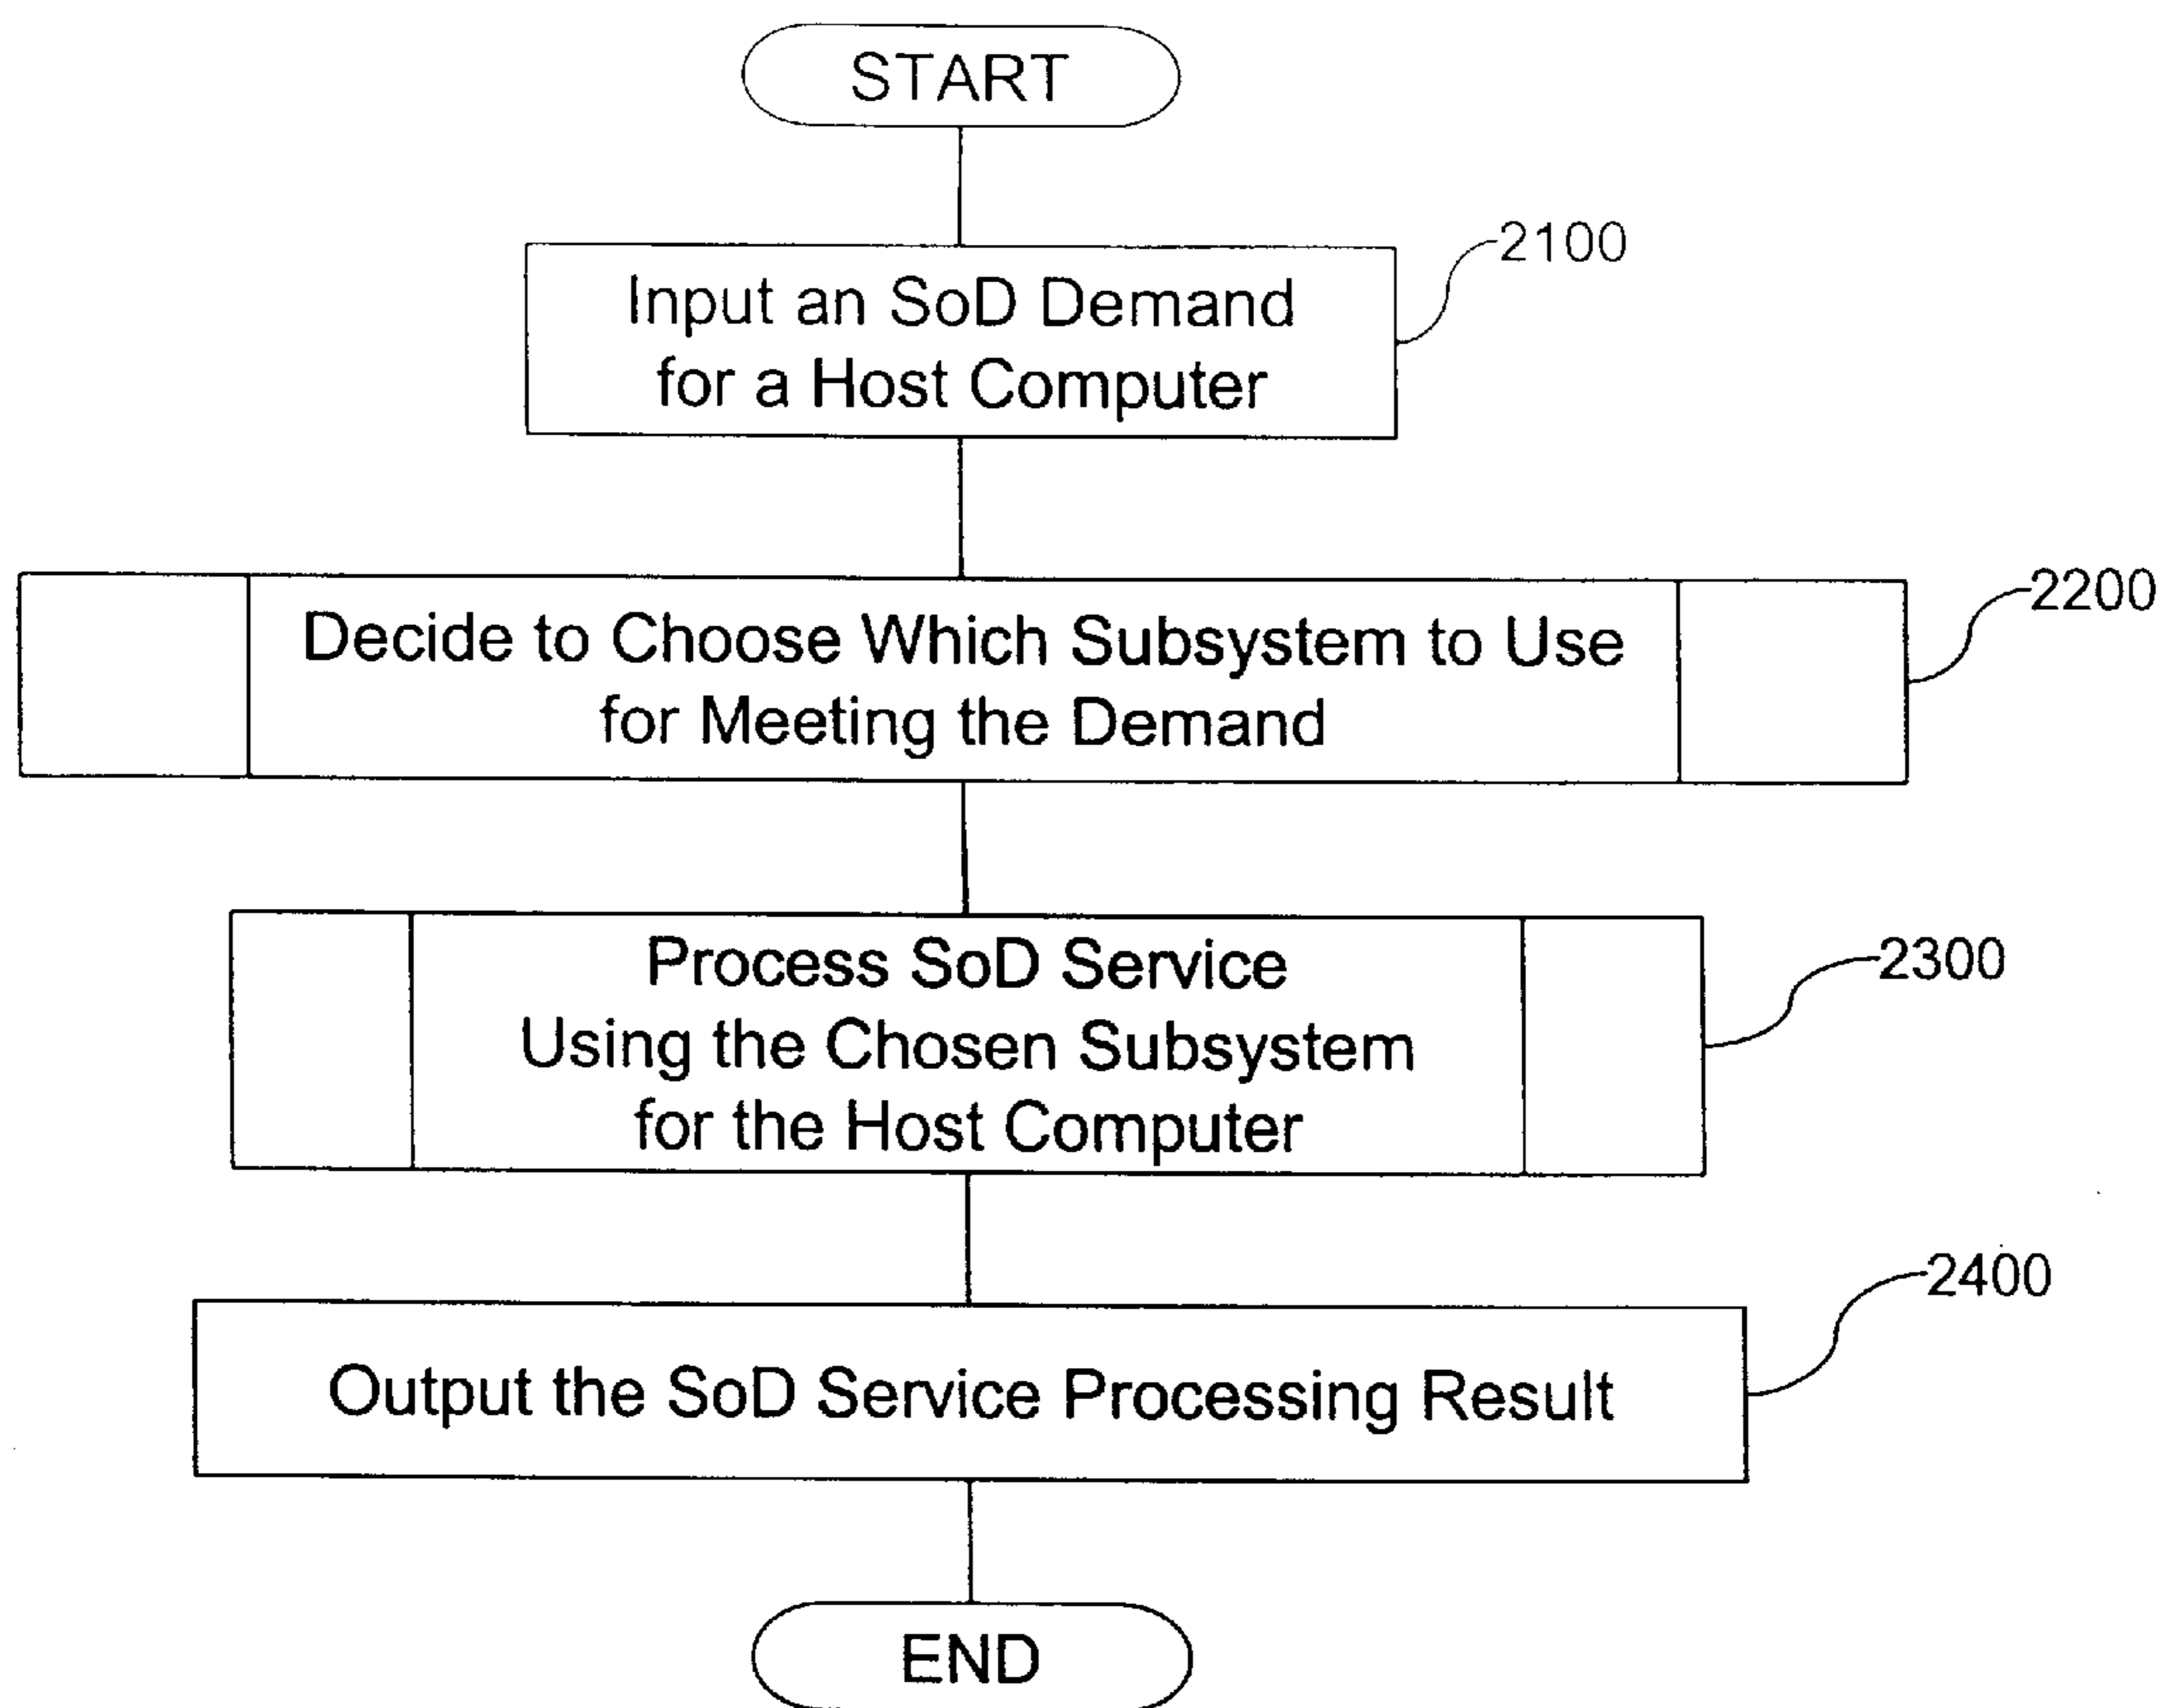 START
2100
Input an SoD Demand
for a Host Computer
2200
Decide to Choose Which Subsystem to Use
for Meeting the Demand
2300
Process SoD Service
Using the Chosen Subsystem
for the Host Computer
2400
Output the SoD Service Processing Result
END